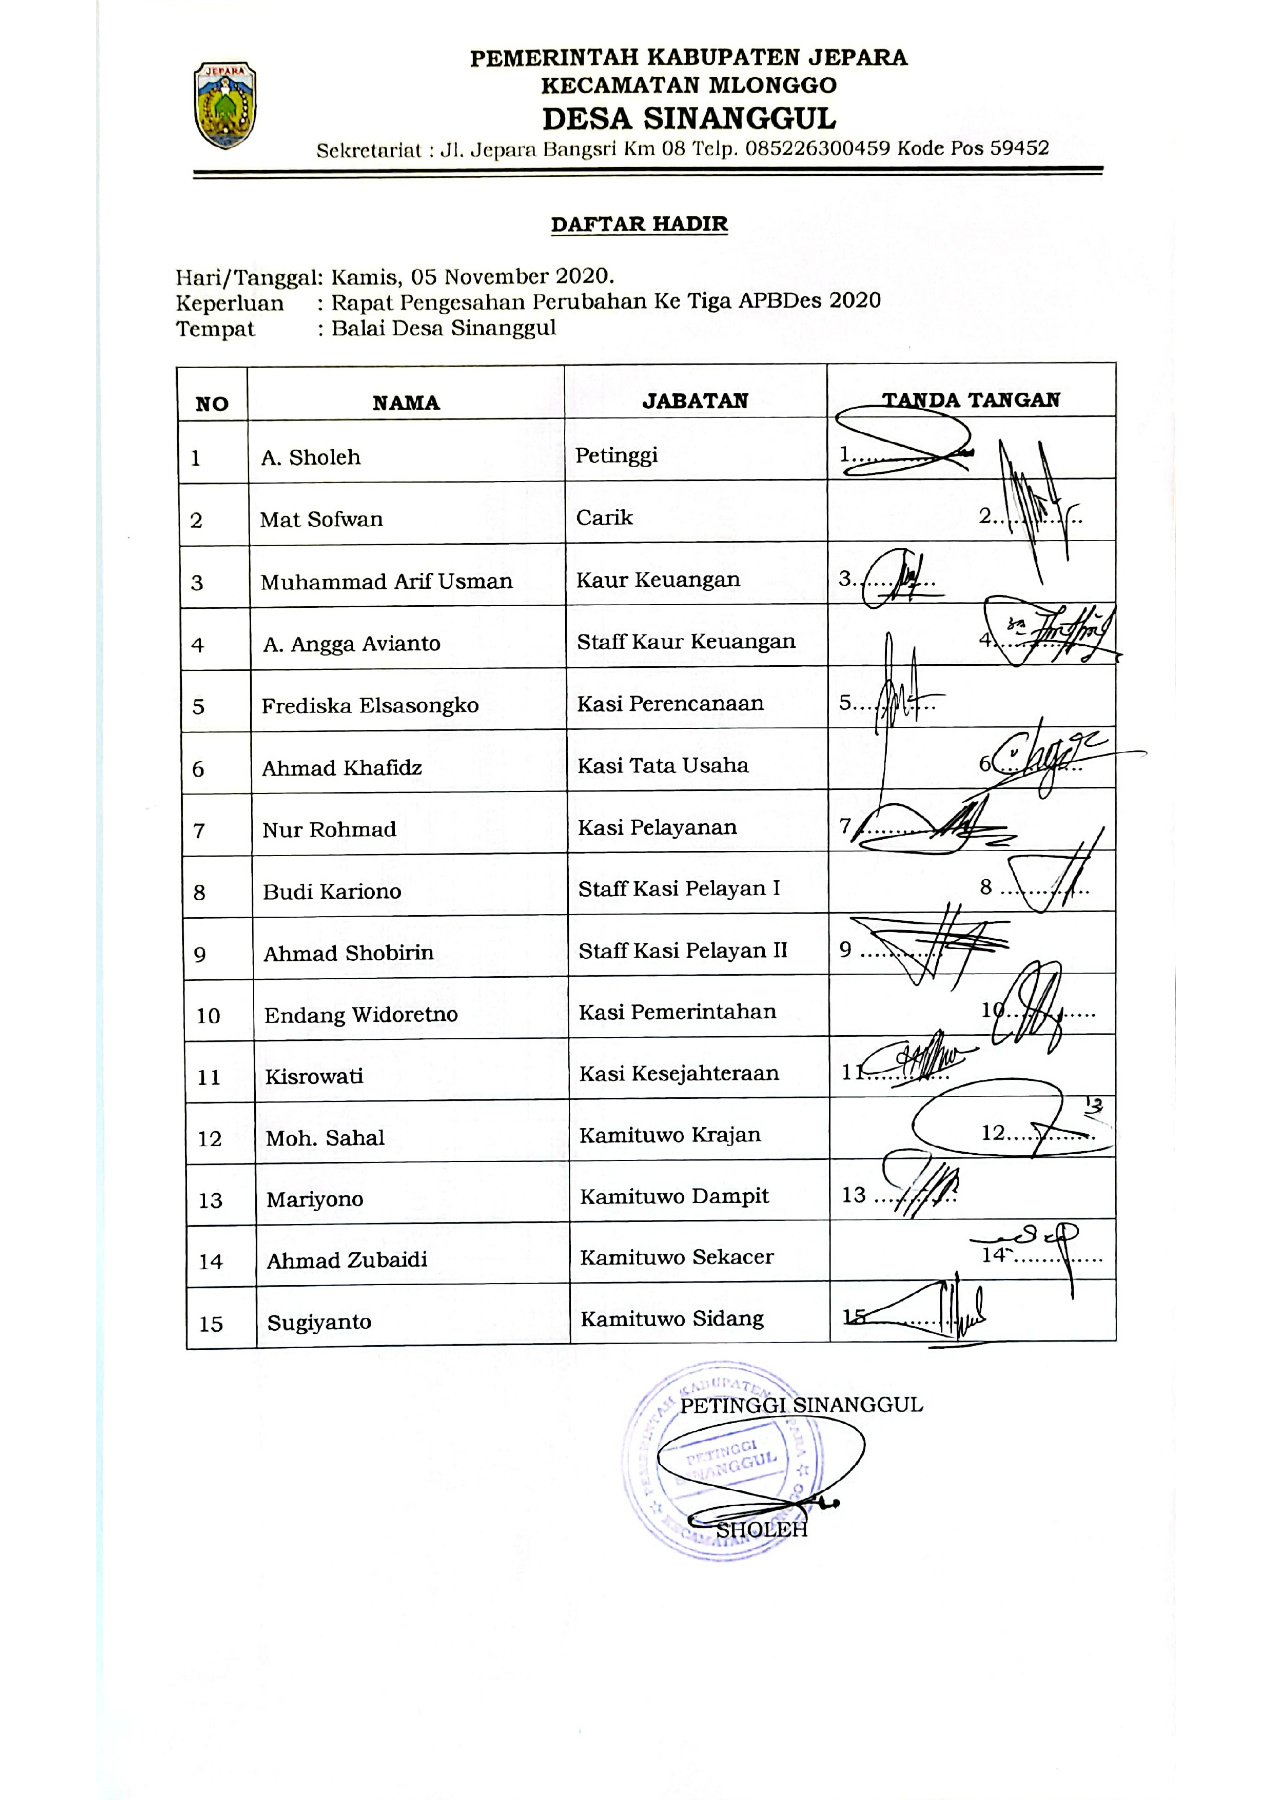 JEPARA
PEMERINTAH KABUPATEN JEPARA
KECAMATAN MLONGGO
DESA SINANGGUL
Sekretariat : Jl. Jepara Bangsri Km 08 Telp. 085226300459 Kode Pos 59452
DAFTAR HADIR
Hari/Tanggal: Kamis, 05 November 2020.
Keperluan : Rapat Pengesahan Perubahan Ke Tiga APBDes 2020
Tempat : Balai Desa Sinanggul
NO NAMA JABATAN TANDA TANGAN
1 A. Sholeh Petinggi 1..............
2 Mat Sofwan Carik 2..............
3 Muhammad Arif Usman Kaur Keuangan 3.............
4 A. Angga Avianto Staff Kaur Keuangan 4..............
5 Frediska Elsasongko Kasi Perencanaan 5.............
6 Ahmad Khafidz Kasi Tata Usaha 6..............
7 Nur Rohmad Kasi Pelayanan 7..............
8 Budi Kariono Staff Kasi Pelayan I 8 ..............
9 Ahmad Shobirin Staff Kasi Pelayan II 9 ..............
10 Endang Widoretno Kasi Pemerintahan 10..............
11 Kisrowati Kasi Kesejahteraan 11.............
12 Moh. Sahal Kamituwo Krajan 12..............
13 Mariyono Kamituwo Dampit 13 .............
14 Ahmad Zubaidi Kamituwo Sekacer 14..............
15 Sugiyanto Kamituwo Sidang 15..............
PETINGGI SINANGGUL
PEMERINTAH KABUPATEN JEPARA
PETINGGI
SINANGGUL
KECAMATAN MLONGGO
SHOLEH